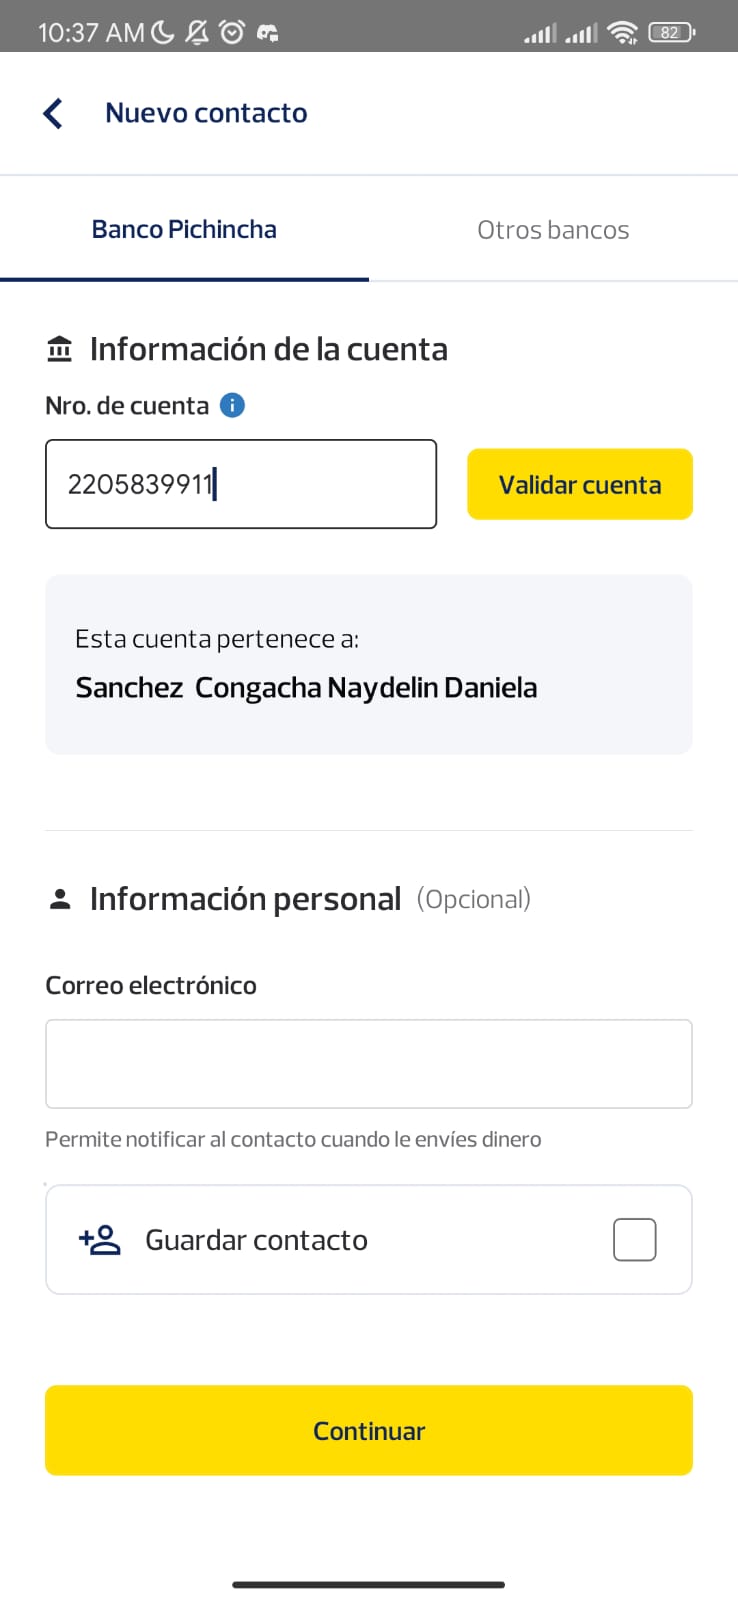 10:37 AM
82
Nuevo contacto
Banco Pichincha
Otros bancos
Información de la cuenta
Nro. de cuenta
2205839911
Validar cuenta
Esta cuenta pertenece a:
Sanchez Congacha Naydelin Daniela
Información personal (Opcional)
Correo electrónico
Permite notificar al contacto cuando le envíes dinero
Guardar contacto
Continuar